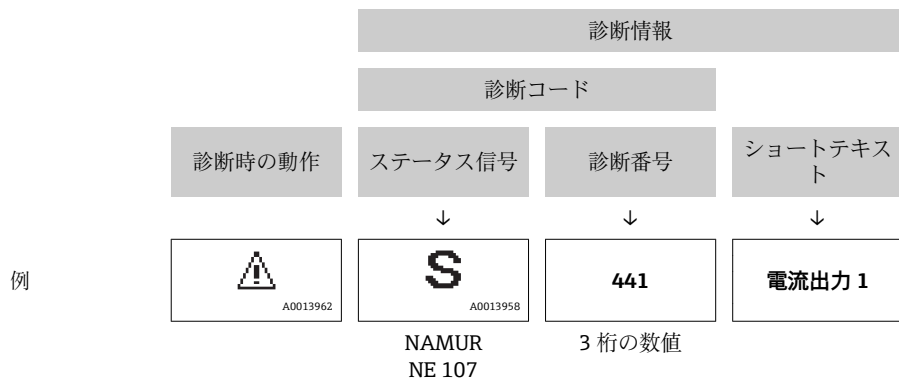 診断情報
診断コード
診断時の動作
ステータス信号
診断番号
ショートテキス
ト
↓
↓
↓
例
A0013962
S
A0013958
441
電流出力 1
NAMUR
NE 107
3 桁の数値